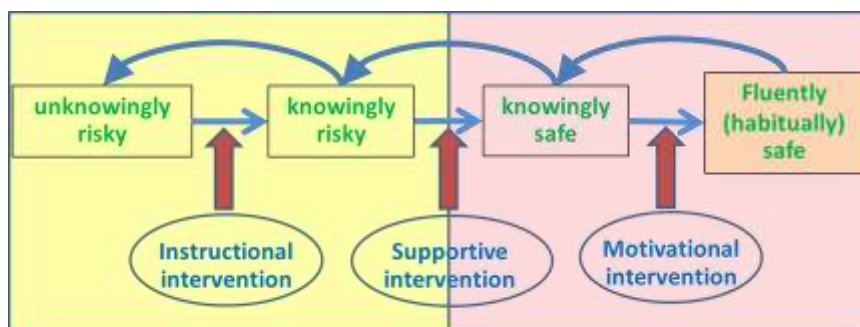 unknowingly
risky
knowingly
risky
knowingly
safe
Fluently
(habitually)
safe
Instructional
intervention
Supportive
intervention
Motivational
intervention